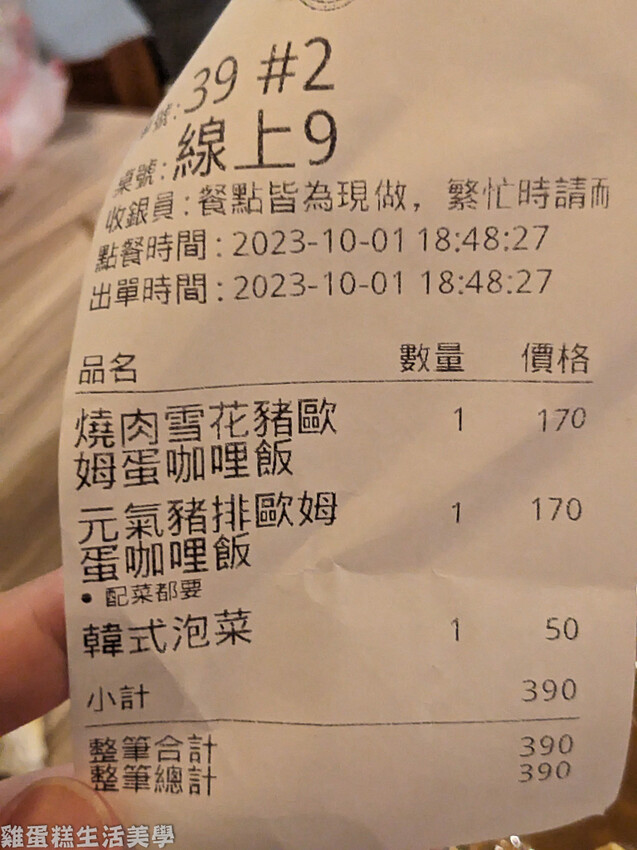 號: 39 #2
桌號: 線上9
收銀員: 餐點皆為現做，繁忙時請
點餐時間: 2023-10-01 18:48:27
出單時間: 2023-10-01 18:48:27
品名 數量 價格
燒肉雪花豬歐 1 170
姆蛋咖哩飯
元氣豬排歐姆 1 170
蛋咖哩飯
• 配菜都要
韓式泡菜 1 50
小計 390
整筆合計 390
整筆總計 390
雞蛋糕生活美學